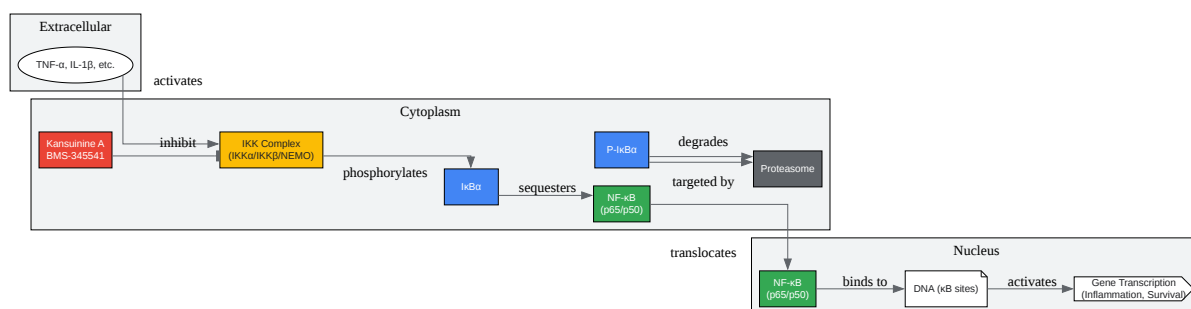 Extracellular
TNF-α, IL-1β, etc.
activates
Cytoplasm
Kansuinine A
BMS-345541
inhibit
IKK Complex
(IKKα/IKKβ/NEMO)
phosphorylates
IκBα
sequesters
P-IκBα
degrades
targeted by
Proteasome
NF-κB
(p65/p50)
translocates
Nucleus
NF-κB
(p65/p50)
binds to
DNA (κB sites)
activates
Gene Transcription
(Inflammation, Survival)